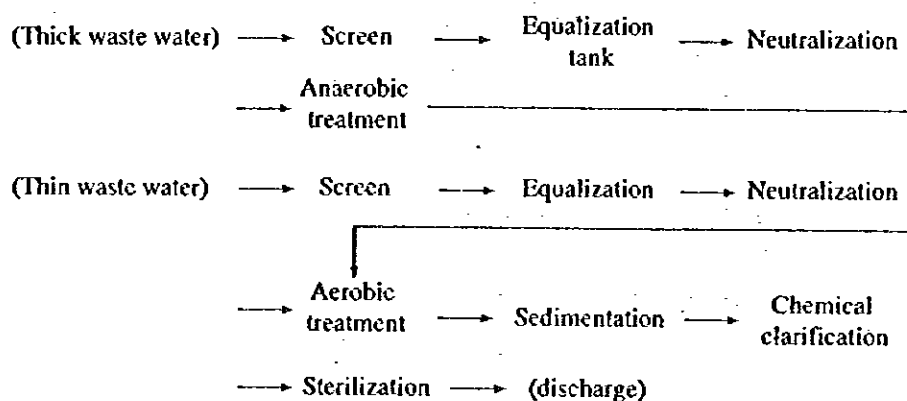 (Thick waste water) → Screen → Equalization tank → Neutralization
→ Anaerobic treatment
(Thin waste water) → Screen → Equalization → Neutralization
→ Aerobic treatment → Sedimentation → Chemical clarification
→ Sterilization → (discharge)